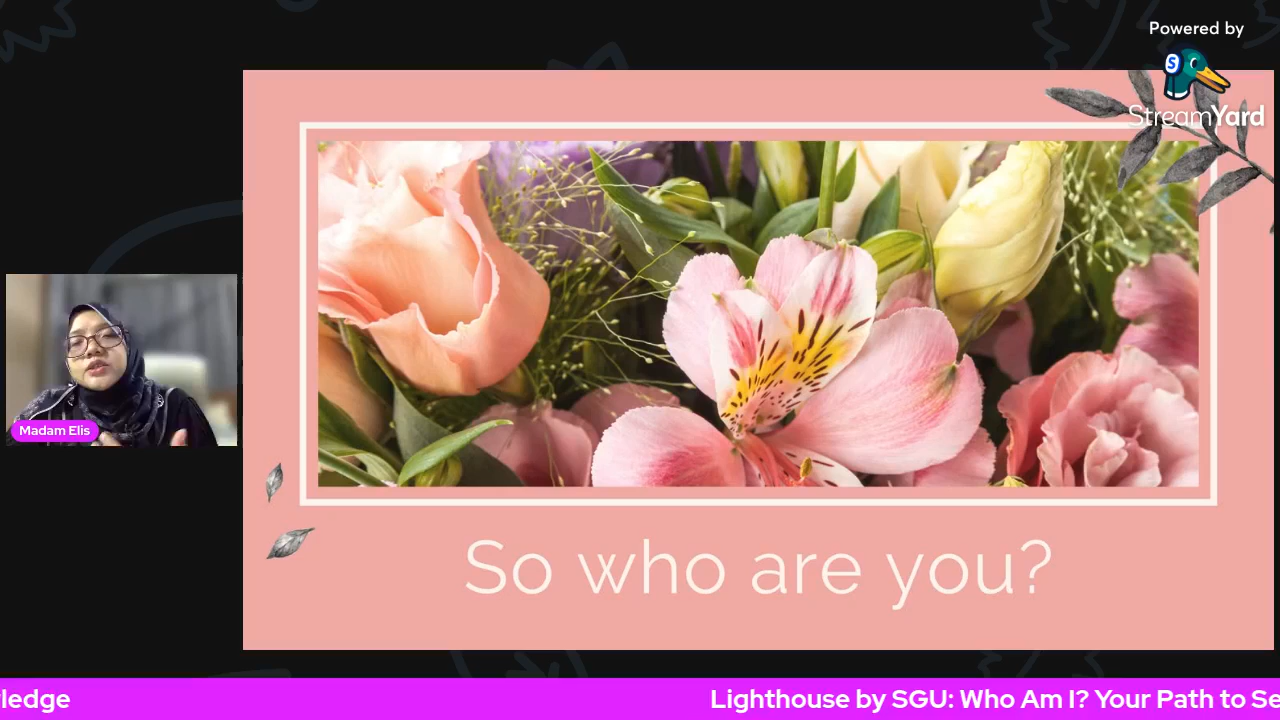 Powered by
S
StreamYard
Madam Elis
So who are you?
ledge
Lighthouse by SGU: Who Am I? Your Path to Se